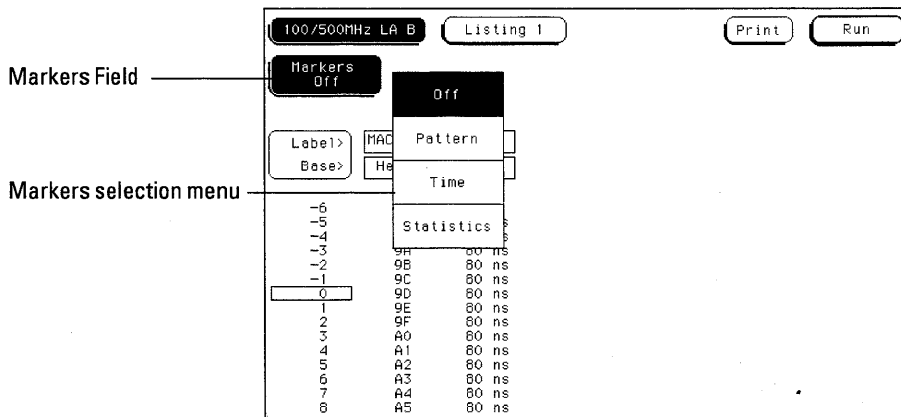 100/500MHz LA B Listing 1 Print Run
Markers Field
Markers
Off
Off
Label> MAC Pattern
Base> He
Time
Markers selection menu
Statistics
-6
-5
-4
-3 9A 80 ns
-2 9B 80 ns
-1 9C 80 ns
0 9D 80 ns
1 9E 80 ns
2 9F 80 ns
3 A0 80 ns
4 A1 80 ns
5 A2 80 ns
6 A3 80 ns
7 A4 80 ns
8 A5 80 ns